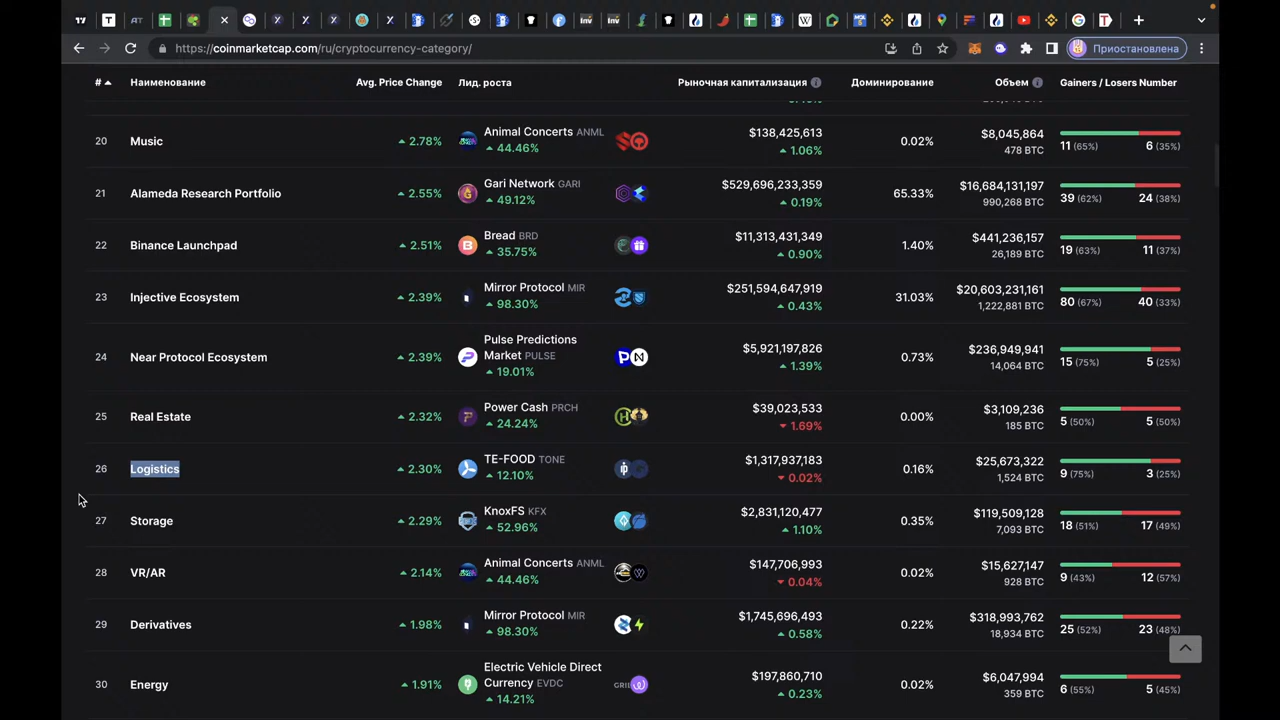 https://coinmarketcap.com/ru/cryptocurrency-category/
Приостановлена
# Наименование Avg. Price Change Лид. роста Рыночная капитализация Доминирование Объем Gainers / Losers Number
20 Music 2.78% Animal Concerts ANML 44.46% $138,425,613 1.06% 0.02% $8,045,864 478 BTC 11 (65%) 6 (35%)
21 Alameda Research Portfolio 2.55% Gari Network GARI 49.12% $529,696,233,359 0.19% 65.33% $16,684,131,197 990,268 BTC 39 (62%) 24 (38%)
22 Binance Launchpad 2.51% Bread BRD 35.75% $11,313,431,349 0.90% 1.40% $441,236,157 26,189 BTC 19 (63%) 11 (37%)
23 Injective Ecosystem 2.39% Mirror Protocol MIR 98.30% $251,594,647,919 0.43% 31.03% $20,603,231,161 1,222,881 BTC 80 (67%) 40 (33%)
24 Near Protocol Ecosystem 2.39% Pulse Predictions Market PULSE 19.01% $5,921,197,826 1.39% 0.73% $236,949,941 14,064 BTC 15 (75%) 5 (25%)
25 Real Estate 2.32% Power Cash PRCH 24.24% $39,023,533 1.69% 0.00% $3,109,236 185 BTC 5 (50%) 5 (50%)
26 Logistics 2.30% TE-FOOD TONE 12.10% $1,317,937,183 0.02% 0.16% $25,673,322 1,524 BTC 9 (75%) 3 (25%)
27 Storage 2.29% KnoxFS KFX 52.96% $2,831,120,477 1.10% 0.35% $119,509,128 7,093 BTC 18 (51%) 17 (49%)
28 VR/AR 2.14% Animal Concerts ANML 44.46% $147,706,993 0.04% 0.02% $15,627,147 928 BTC 9 (43%) 12 (57%)
29 Derivatives 1.98% Mirror Protocol MIR 98.30% $1,745,696,493 0.58% 0.22% $318,993,762 18,934 BTC 25 (52%) 23 (48%)
30 Energy 1.91% Electric Vehicle Direct Currency EVDC 14.21% $197,860,710 0.23% 0.02% $6,047,994 359 BTC 6 (55%) 5 (45%)